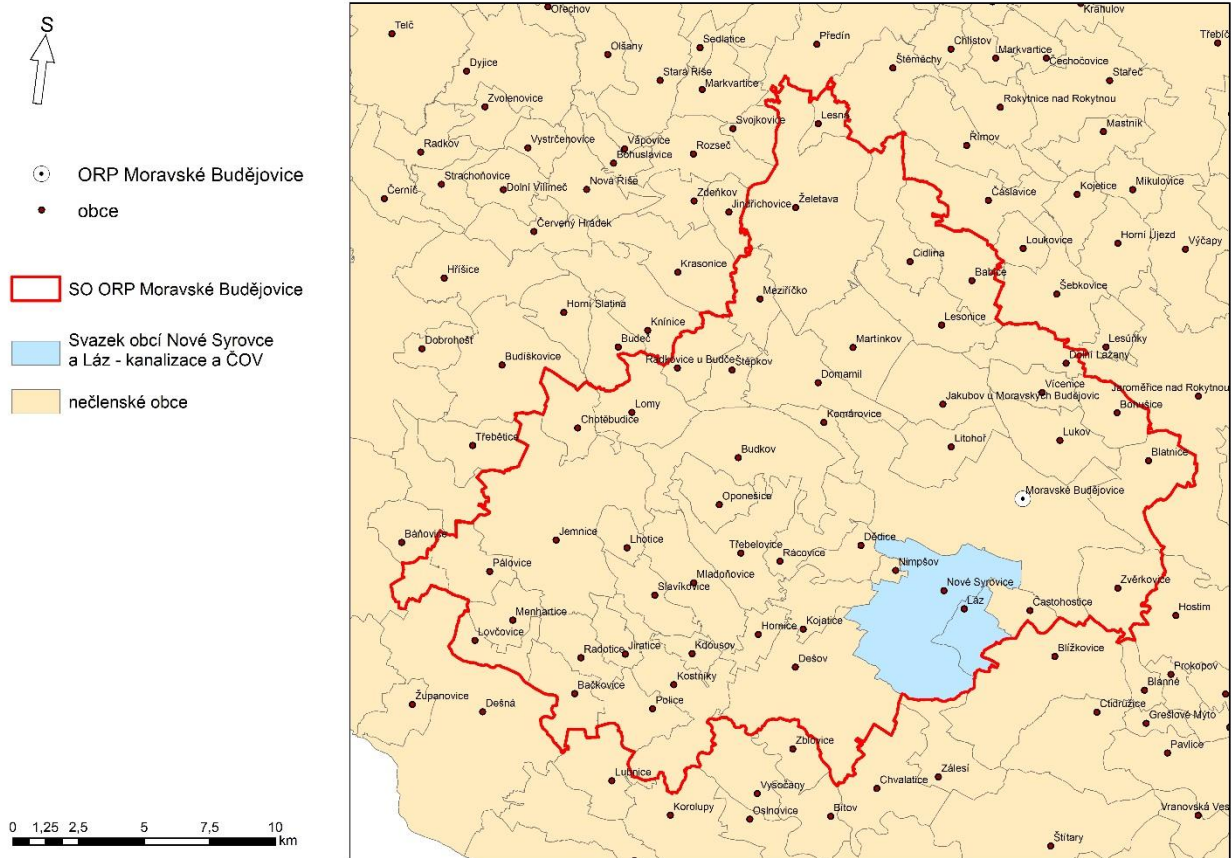 S
ORP Moravské Budějovice
obce
SO ORP Moravské Budějovice
Svazek obcí Nové Syrovce
a Láz - kanalizace a ČOV
nečlenské obce
0 1,25 2,5 5 7,5 10
km
Ořechov
Krahulov
Telč
Olšany
Sedlatice
Předín
Chlístov
Markvartice
Čechočovice
Třebíč
Dyjice
Stará Říše
Markvartice
Štěměchy
Stařeč
Zvolenovice
Rokytnice nad Rokytnou
Svojkovice
Lesná
Mastník
Radkov
Vystrčenovice
Vápovice
Bohuslavice
Rozseč
Římov
Černíč
Strachoňovice
Dolní Vilímeč
Nová Říše
Zdeňkov
Jindřichovice
Želetava
Čáslavice
Kojetice
Mikulovice
Červený Hrádek
Loukovice
Horní Újezd
Výčapy
Hříšice
Krasonice
Cidlina
Babice
Šebkovice
Horní Slatina
Meziříčko
Lesonice
Knínice
Dobrohošť
Budíškovice
Budeč
Radkovice u Budče
Štěpkov
Martínkov
Lesůňky
Dolní Lažany
Domamil
Vícenice
Jaroměřice nad Rokytnou
Lomy
Jakubov u Moravských Budějovic
Bohušice
Chotěbudice
Komárovice
Třebětice
Litohoř
Lukov
Budkov
Blatnice
Oponešice
Moravské Budějovice
Báňovice
Jemnice
Lhotice
Třebelovice
Rácovice
Dědice
Pálovice
Mladoňovice
Nimpšov
Slavíkovice
Nové Syrovice
Zvěrkovice
Láz
Častohostice
Hostim
Menhartice
Lovčovice
Hornice
Kojatice
Radotice
Jiratice
Kdousov
Dešov
Blížkovice
Bačkovice
Kostníky
Prokopov
Blanné
Županovice
Dešná
Police
Ctidružice
Grešlové Mýto
Zblovice
Pavlice
Lubnice
Vysočany
Chvalatice
Zálesí
Korolupy
Oslnovice
Bítov
Vranovská Ves
Štítary